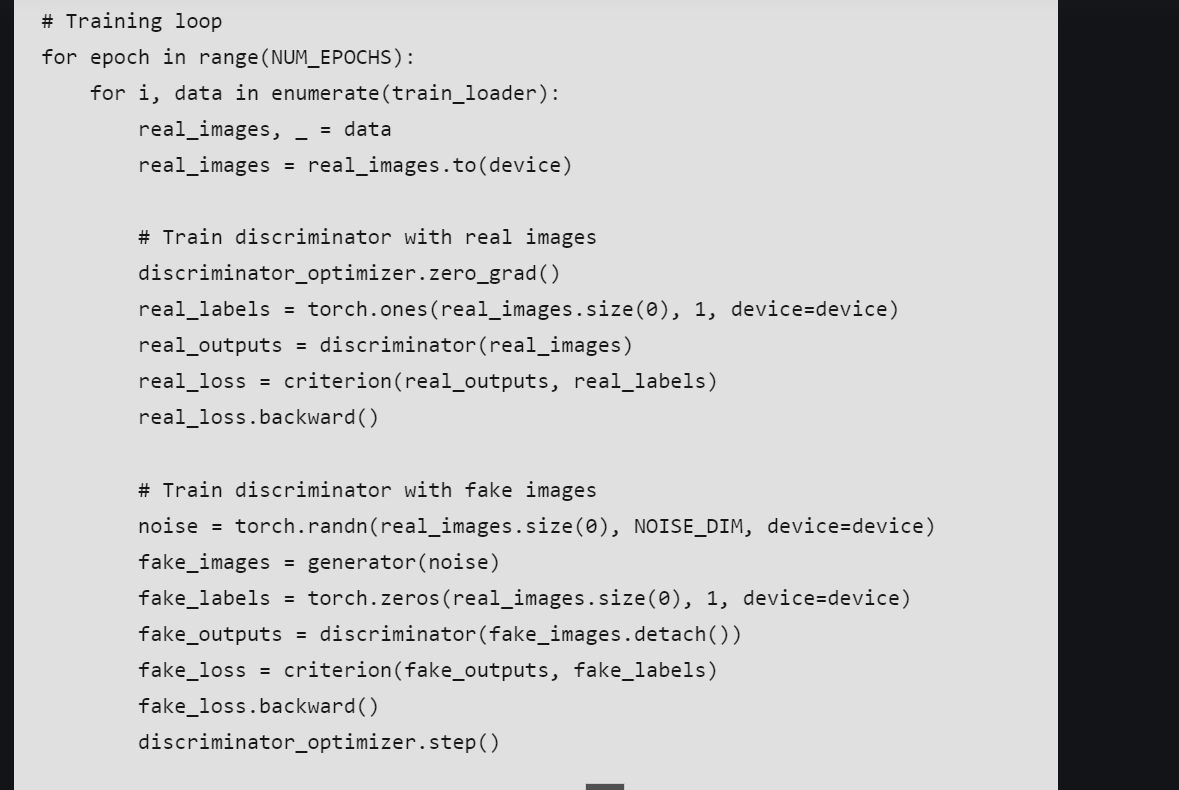 # Training loop
for epoch in range(NUM_EPOCHS):
    for i, data in enumerate(train_loader):
        real_images, _ = data
        real_images = real_images.to(device)

        # Train discriminator with real images
        discriminator_optimizer.zero_grad()
        real_labels = torch.ones(real_images.size(0), 1, device=device)
        real_outputs = discriminator(real_images)
        real_loss = criterion(real_outputs, real_labels)
        real_loss.backward()

        # Train discriminator with fake images
        noise = torch.randn(real_images.size(0), NOISE_DIM, device=device)
        fake_images = generator(noise)
        fake_labels = torch.zeros(real_images.size(0), 1, device=device)
        fake_outputs = discriminator(fake_images.detach())
        fake_loss = criterion(fake_outputs, fake_labels)
        fake_loss.backward()
        discriminator_optimizer.step()